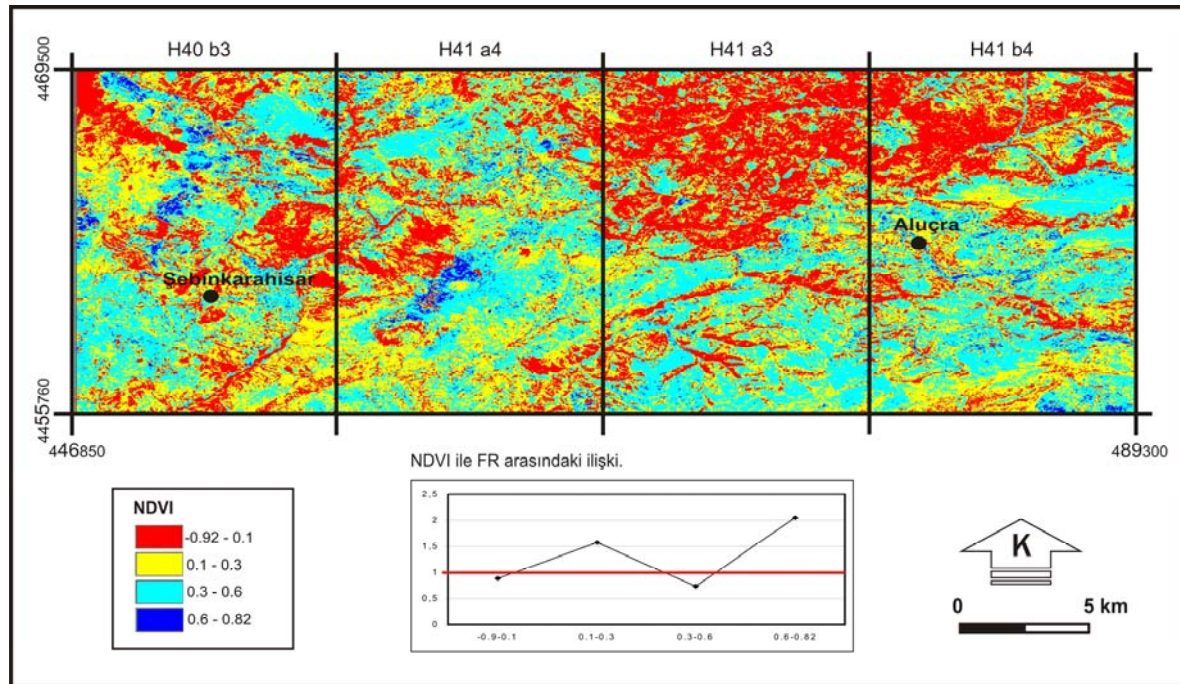 H40 b3
H41 a4
H41 a3
H41 b4
4469500
Aluçra
Şebinkarahisar
4455760
446850
489300
NDVI ile FR arasındaki ilişki.
NDVI
-0.92 - 0.1
0.1 - 0.3
0.3 - 0.6
0.6 - 0.82
2,5
2
1,5
1
0,5
0
-0.9-0.1
0.1-0.3
0.3-0.6
0.6-0.82
K
0
5 km